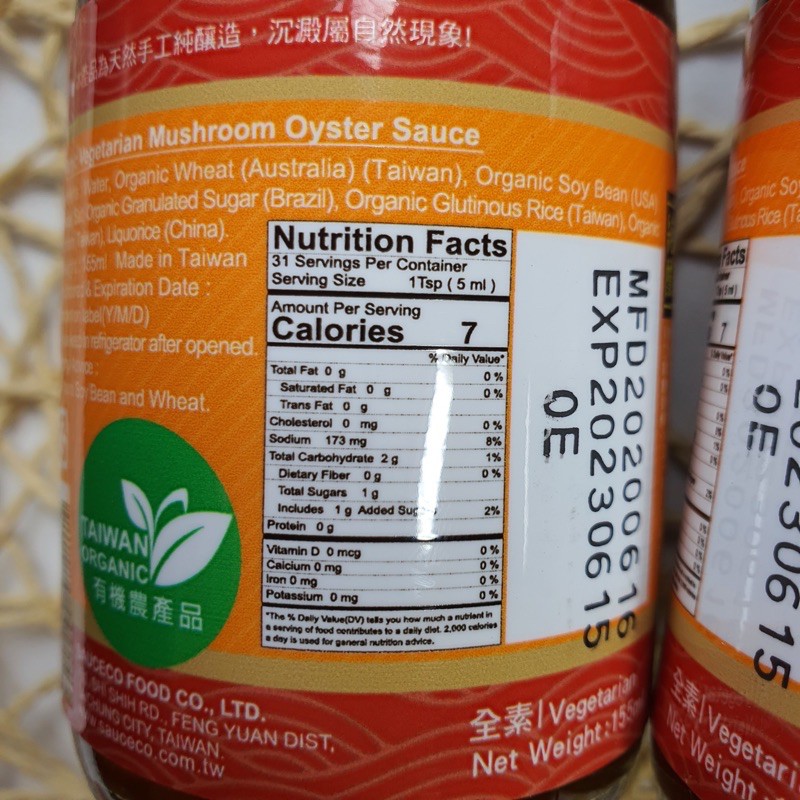 品為天然手工純釀造，沉澱屬自然現象!
Vegetarian Mushroom Oyster Sauce
Water, Organic Wheat (Australia) (Taiwan), Organic Soy Bean (USA)
Organic Granulated Sugar (Brazil), Organic Glutinous Rice (Taiwan), Organic
Liquorice (China).
Made in Taiwan
& Expiration Date :
(Y/M/D)
refrigerator after opened.
Bean and Wheat.
Nutrition Facts
31 Servings Per Container
Serving Size 1Tsp ( 5 ml )
Amount Per Serving
Calories 7
% Daily Value*
Total Fat 0 g 0 %
Saturated Fat 0 g 0 %
Trans Fat 0 g
Cholesterol 0 mg 0 %
Sodium 173 mg 8%
Total Carbohydrate 2 g 1%
Dietary Fiber 0 g 0 %
Total Sugars 1 g
Includes 1 g Added 2%
Protein 0 g
Vitamin D 0 mcg 0 %
Calcium 0 mg 0 %
Iron 0 mg 0 %
Potassium 0 mg 0 %
*The % Daily Value(DV) tells you how much a nutrient in
a serving of food contributes to a daily diet. 2,000 calories
a day is used for general nutrition advice.
MFD20200616
EXP20230615
QE
TAIWAN
ORGANIC
有機農產品
SAUCECO FOOD CO., LTD.
SHIH RD., FENG YUAN DIST,
CITY, TAIWAN,
www.sauceco.com.tw
全素 | Vegetarian
Net Weight:
Organic
Rice
Facts
7
20230615
QE
全素
Net Weight